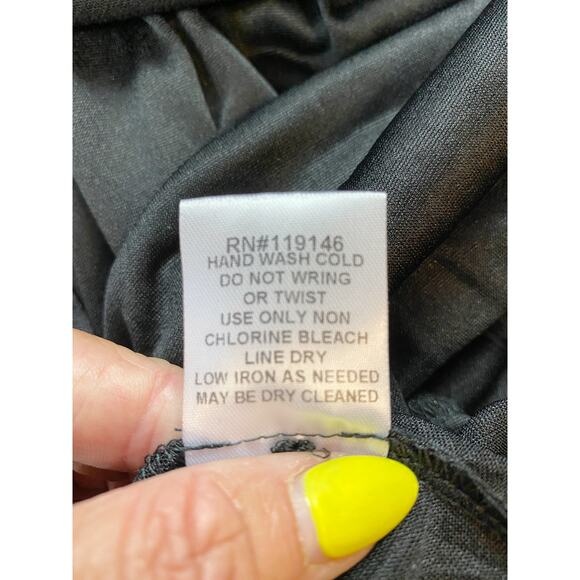 RN#119146
HAND WASH COLD
DO NOT WRING
OR TWIST
USE ONLY NON
CHLORINE BLEACH
LINE DRY
LOW IRON AS NEEDED
MAY BE DRY CLEANED